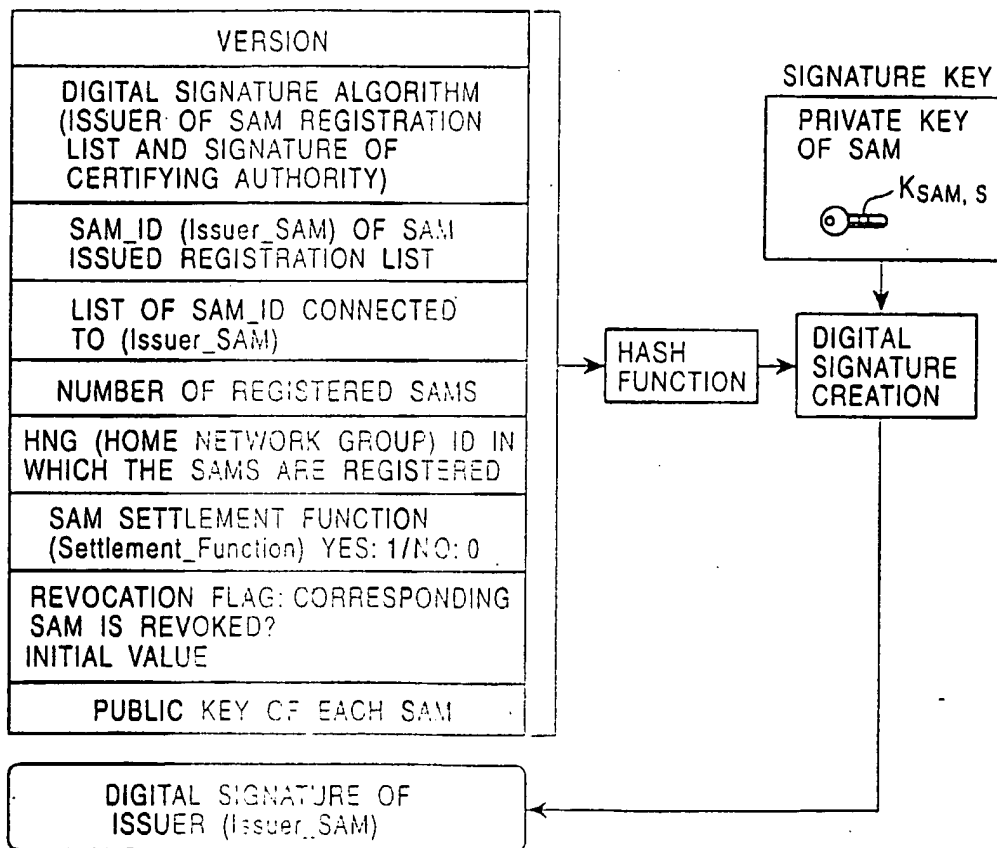 VERSION
DIGITAL SIGNATURE ALGORITHM
(ISSUER OF SAM REGISTRATION
LIST AND SIGNATURE OF
CERTIFYING AUTHORITY)
SAM_ID (Issuer_SAM) OF SAM
ISSUED REGISTRATION LIST
LIST OF SAM_ID CONNECTED
TO (Issuer_SAM)
NUMBER OF REGISTERED SAMS
HNG (HOME NETWORK GROUP) ID IN
WHICH THE SAMS ARE REGISTERED
SAM SETTLEMENT FUNCTION
(Settlement_Function) YES: 1/NO: 0
REVOCATION FLAG: CORRESPONDING
SAM IS REVOKED?
INITIAL VALUE
PUBLIC KEY OF EACH SAM
HASH
FUNCTION
SIGNATURE KEY
PRIVATE KEY
OF SAM
KSAM, S
DIGITAL
SIGNATURE
CREATION
DIGITAL SIGNATURE OF
ISSUER (Issuer_SAM)